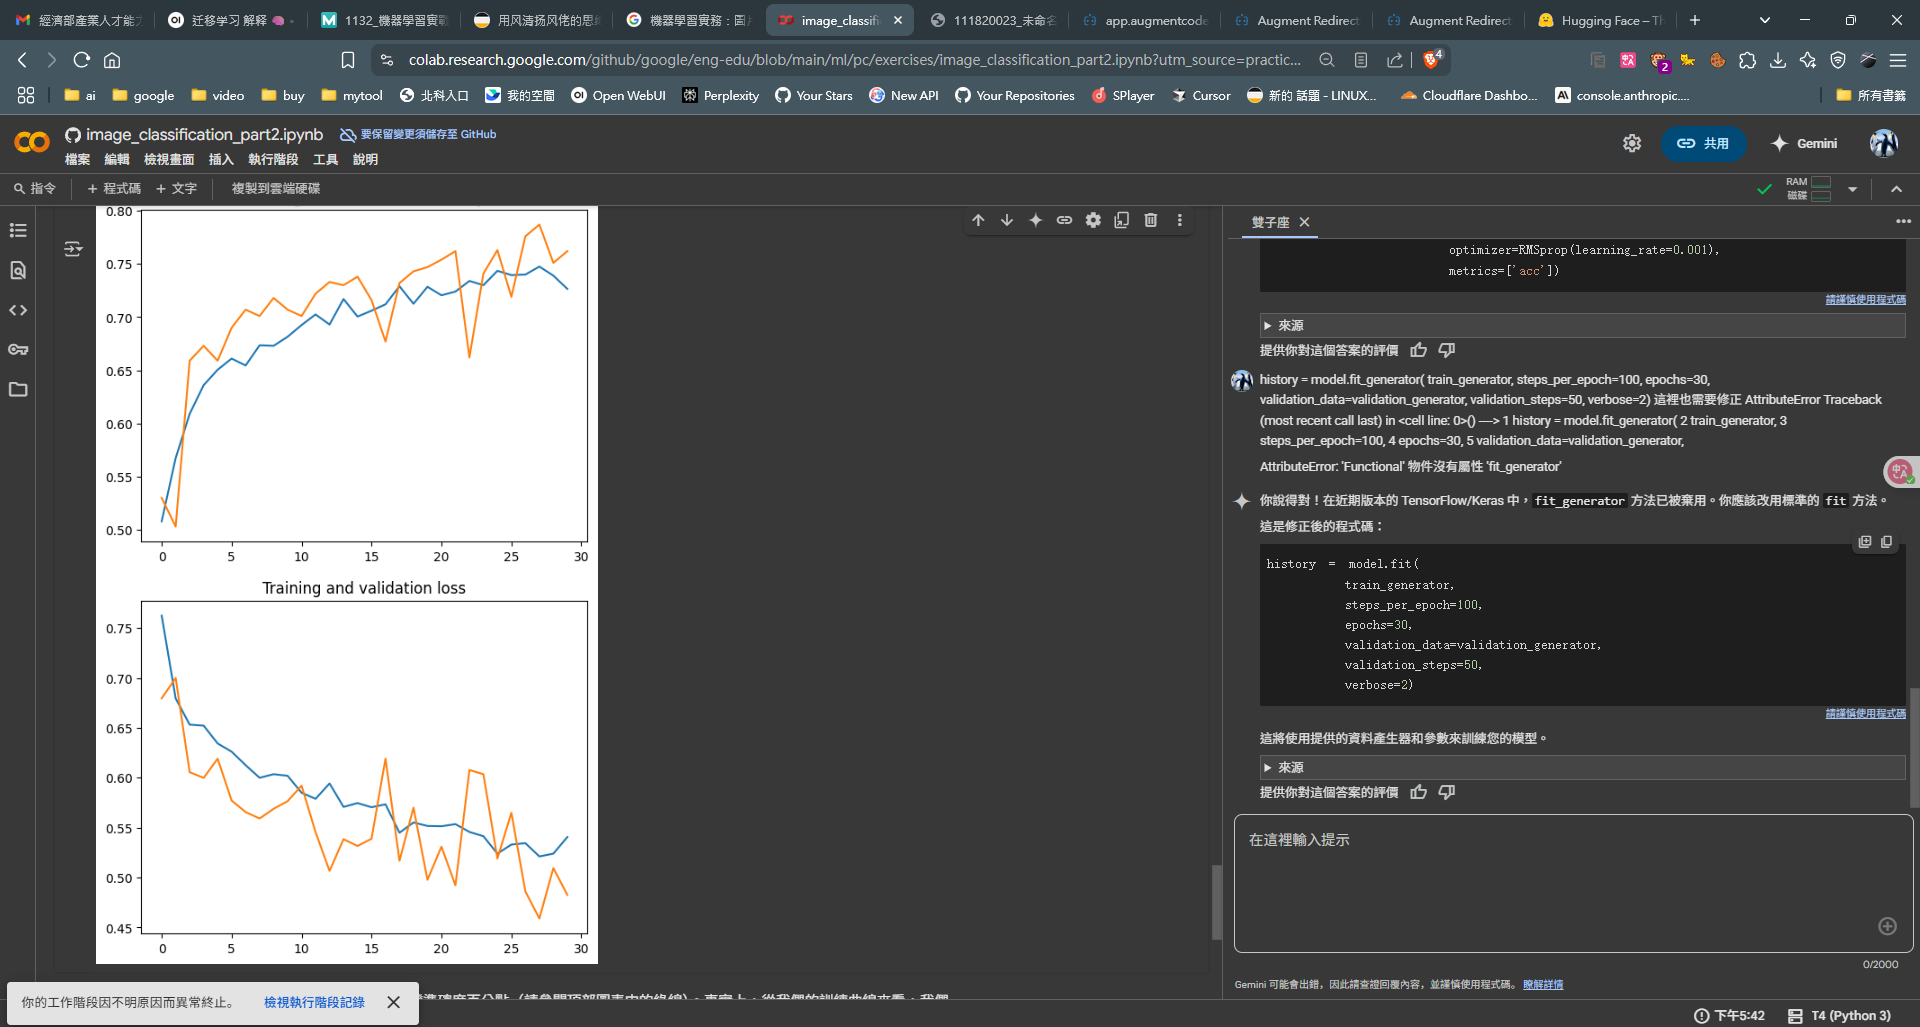 經濟部產業人才能
迁移学习 解释
1132_機器學習實戰
用风清扬风佬的思
機器學習實務：圖
image_classifi
111820023_未命名
app.augmentcode
Augment Redirect
Augment Redirect
Hugging Face – Th
colab.research.google.com/github/google/eng-edu/blob/main/ml/pc/exercises/image_classification_part2.ipynb?utm_source=practic...
4
2
ai
google
video
buy
mytool
北科入口
我的空間
Open WebUI
Perplexity
Your Stars
New API
Your Repositories
SPlayer
Cursor
新的 話題 - LINUX...
Cloudflare Dashbo...
console.anthropic....
所有書籤
image_classification_part2.ipynb
要保留變更須儲存至 GitHub
檔案 編輯 檢視畫面 插入 執行階段 工具 說明
共用
Gemini
指令
+ 程式碼
+ 文字
複製到雲端硬碟
RAM
磁碟
0.80
0.75
0.70
0.65
0.60
0.55
0.50
0 5 10 15 20 25 30
Training and validation loss
0.75
0.70
0.65
0.60
0.55
0.50
0.45
0 5 10 15 20 25 30
雙子座
optimizer=RMSprop(learning_rate=0.001),
metrics=['acc'])
請謹慎使用程式碼
來源
提供你對這個答案的評價
history = model.fit_generator( train_generator, steps_per_epoch=100, epochs=30,
validation_data=validation_generator, validation_steps=50, verbose=2) 這裡也需要修正 AttributeError Traceback
(most recent call last) in <cell line: 0>() ----> 1 history = model.fit_generator( 2 train_generator, 3
steps_per_epoch=100, 4 epochs=30, 5 validation_data=validation_generator,
AttributeError: 'Functional' 物件沒有屬性 'fit_generator'
你說得對！在近期版本的 TensorFlow/Keras 中，fit_generator 方法已被棄用。你應該改用標準的 fit 方法。
這是修正後的程式碼：
history = model.fit(
train_generator,
steps_per_epoch=100,
epochs=30,
validation_data=validation_generator,
validation_steps=50,
verbose=2)
請謹慎使用程式碼
這將使用提供的資料產生器和參數來訓練您的模型。
來源
提供你對這個答案的評價
在這裡輸入提示
0/2000
Gemini 可能會出錯，因此請查證回覆內容，並謹慎使用程式碼。 瞭解詳情
你的工作階段因不明原因而異常終止。
檢視執行階段記錄
下午5:42
T4 (Python 3)